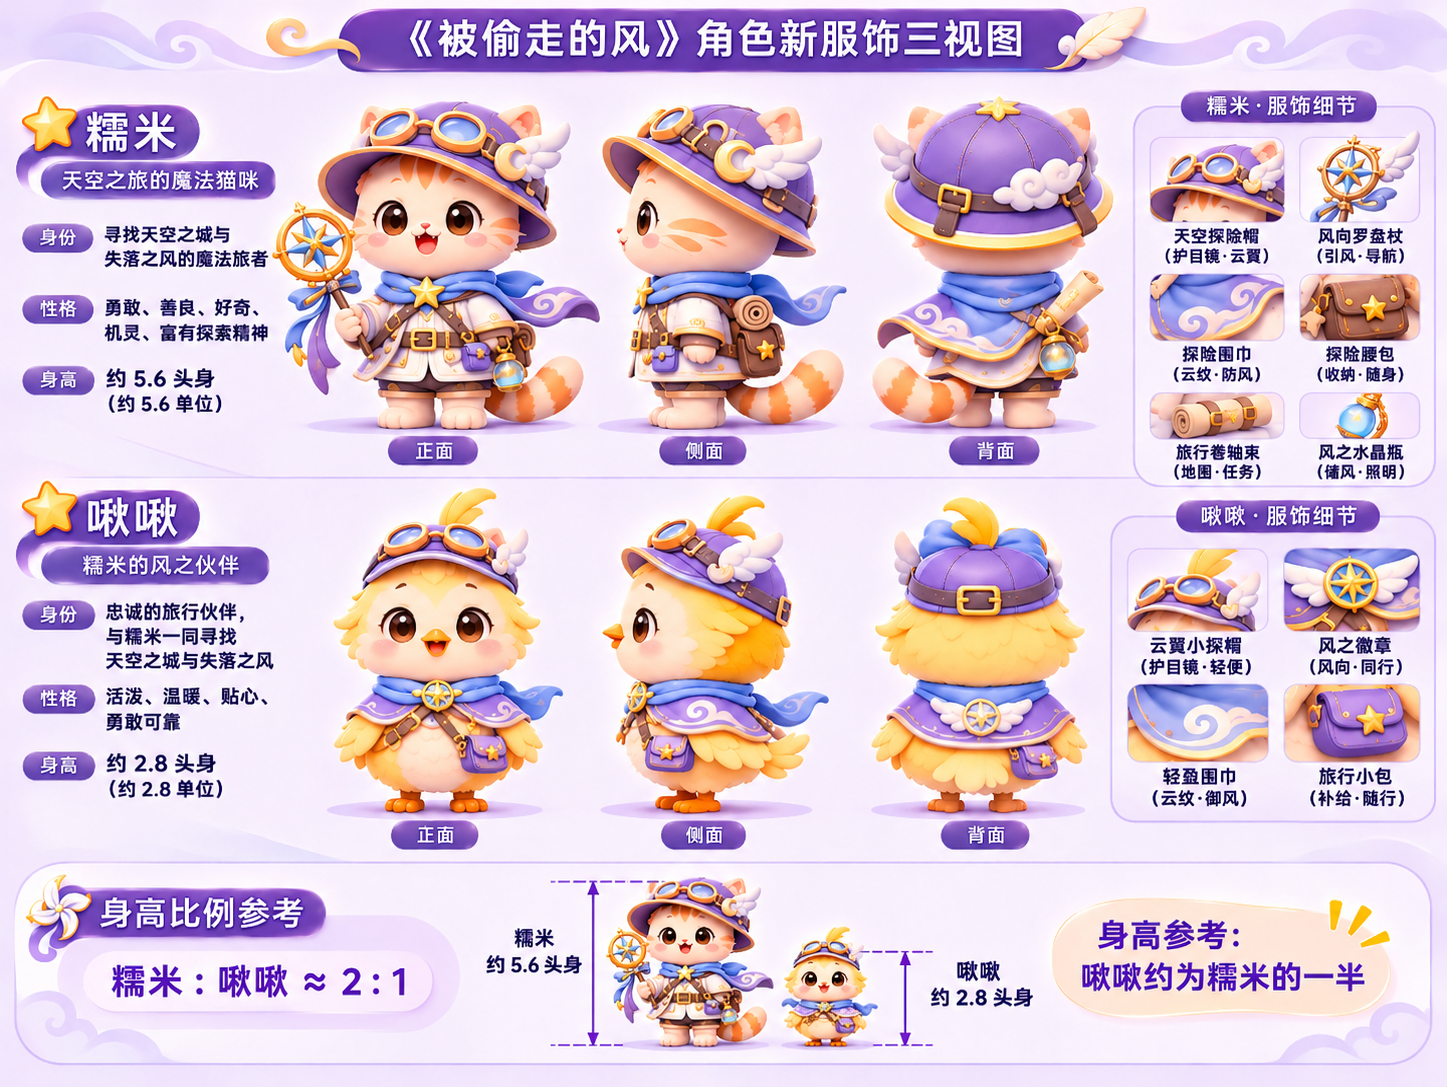 《被偷走的风》角色新服饰三视图
糯米
天空之旅的魔法猫咪
身份
寻找天空之城与
失落之风的魔法旅者
性格
勇敢、善良、好奇、
机灵、富有探索精神
身高
约 5.6 头身
（约 5.6 单位）
正面
侧面
背面
糯米·服饰细节
天空探险帽
（护目镜·云翼）
风向罗盘杖
（引风·导航）
探险围巾
（云纹·防风）
探险腰包
（收纳·随身）
旅行卷轴束
（地图·任务）
风之水晶瓶
（储风·照明）
啾啾
糯米的风之伙伴
身份
忠诚的旅行伙伴，
与糯米一同寻找
天空之城与失落之风
性格
活泼、温暖、贴心、
勇敢可靠
身高
约 2.8 头身
（约 2.8 单位）
正面
侧面
背面
啾啾·服饰细节
云翼小探帽
（护目镜·轻便）
风之徽章
（风向·同行）
轻盈围巾
（云纹·御风）
旅行小包
（补给·随行）
身高比例参考
糯米：啾啾 ≈ 2：1
糯米
约 5.6 头身
啾啾
约 2.8 头身
身高参考：
啾啾约为糯米的一半